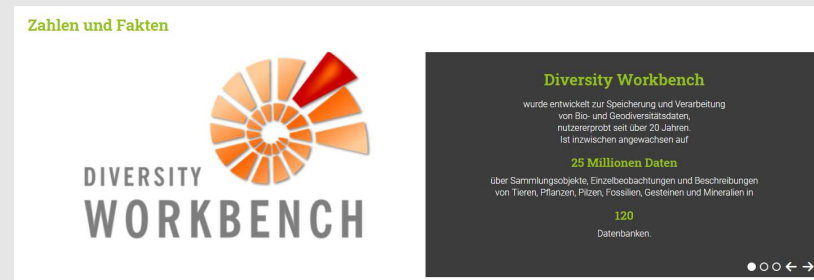 Zahlen und Fakten
DIVERSITY
WORKBENCH
Diversity Workbench
wurde entwickelt zur Speicherung und Verarbeitung
von Bio- und Geodiversitätsdaten,
nutzererprobt seit über 20 Jahren.
Ist inzwischen angewachsen auf
25 Millionen Daten
über Sammlungsobjekte, Einzelbeobachtungen und Beschreibungen
von Tieren, Pflanzen, Pilzen, Fossilien, Gesteinen und Mineralien in
120
Datenbanken.